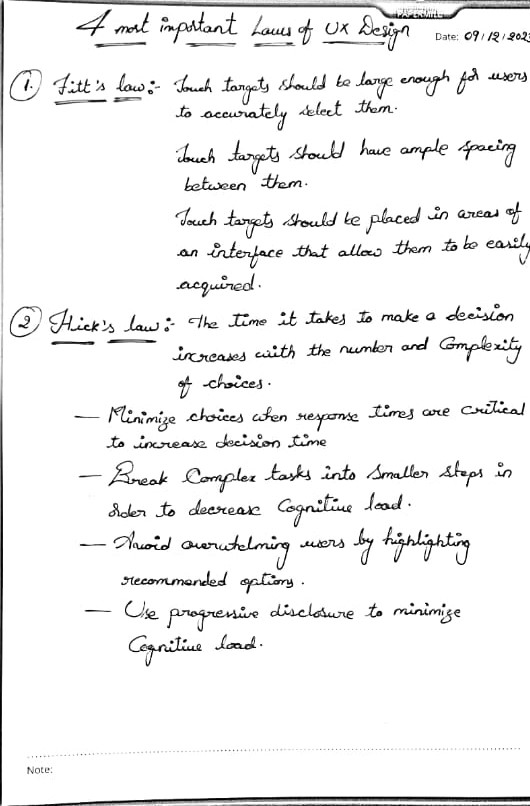 PAPERWIFF
4 most important Laws of UX Design
Date: 09/12/202
1. Fitt's law:- Touch targets should be large enough for users
to accurately select them.
Touch targets should have ample spacing
between them.
Touch targets should be placed in areas of
an interface that allow them to be easily
acquired.
2 Hick's law:- The time it takes to make a decision
increases with the number and Complexity
of choices.
— Minimize choices when response times are critical
to increase decision time
— Break Complex tasks into smaller steps in
order to decrease Cognitive load.
— Avoid overwhelming users by highlighting
recommended options.
— Use progressive disclosure to minimize
Cognitive load.
Note: